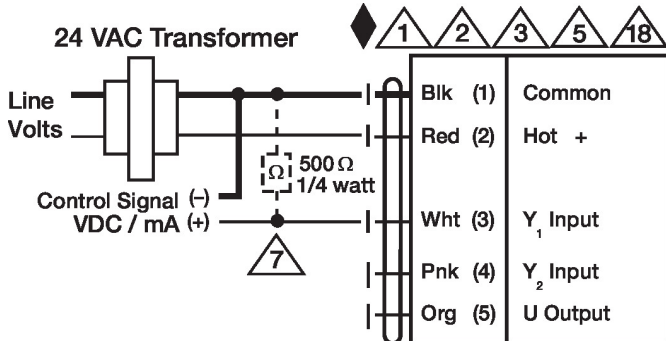 1 2 3 5 18
24 VAC Transformer
Line
Volts
Blk (1) Common
Red (2) Hot +
Ω 500 Ω
1/4 watt
Control Signal (-)
VDC / mA (+)
Wht (3) Y1 Input
7
Pnk (4) Y2 Input
Org (5) U Output